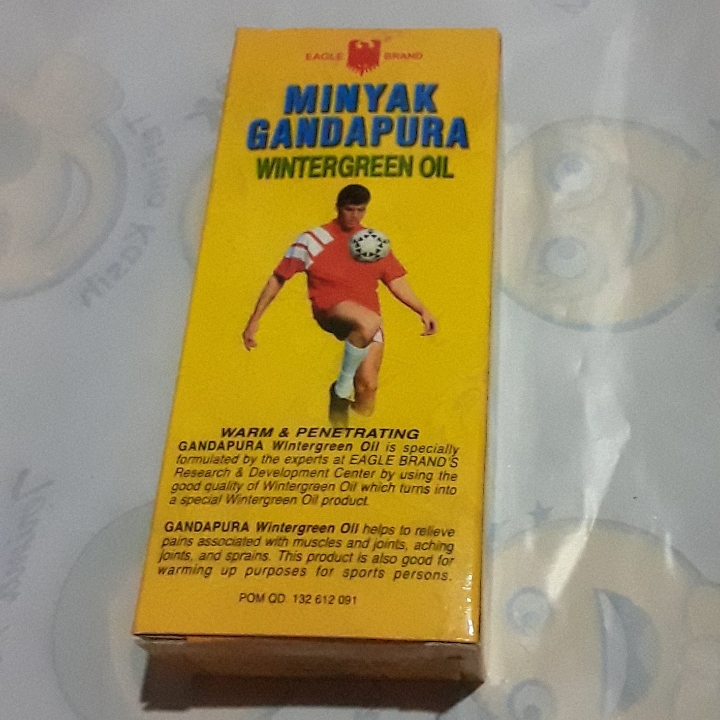 EAGLE BRAND
MINYAK
GANDAPURA
WINTERGREEN OIL
WARM & PENETRATING
GANDAPURA Wintergreen Oil is specially
formulated by the experts at EAGLE BRAND'S
Research & Development Center by using the
good quality of Wintergreen Oil which turns into
a special Wintergreen Oil product.
GANDAPURA Wintergreen Oil helps to relieve
pains associated with muscles and joints, aching
joints, and sprains. This product is also good for
warming up purposes for sports persons.
POM QD. 132 612 091